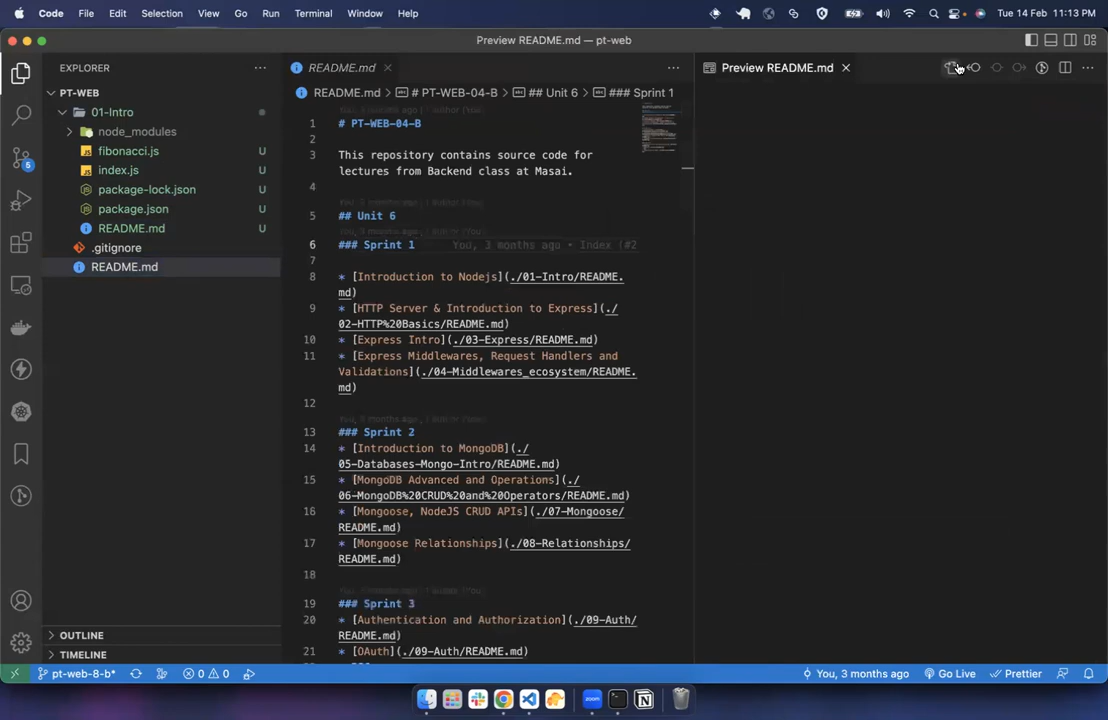 Code File Edit Selection View Go Run Terminal Window Help Tue 14 Feb 11:13 PM
Preview README.md — pt-web
EXPLORER
PT-WEB
01-Intro
node_modules
fibonacci.js U
index.js U
package-lock.json U
package.json U
README.md U
.gitignore
README.md
OUTLINE
TIMELINE
5
README.md
README.md > # PT-WEB-04-B > ## Unit 6 > ### Sprint 1
1 # PT-WEB-04-B
2
3 This repository contains source code for
lectures from Backend class at Masai.
4
5 ## Unit 6
6 ### Sprint 1 You, 3 months ago • Index (#2
7
8 * [Introduction to Nodejs](./01-Intro/README.
md)
9 * [HTTP Server & Introduction to Express](./
02-HTTP%20Basics/README.md)
10 * [Express Intro](./03-Express/README.md)
11 * [Express Middlewares, Request Handlers and
Validations](./04-Middlewares_ecosystem/README.
md)
12
13 ### Sprint 2
14 * [Introduction to MongoDB](./
05-Databases-Mongo-Intro/README.md)
15 * [MongoDB Advanced and Operations](./
06-MongoDB%20CRUD%20and%20Operators/README.md)
16 * [Mongoose, NodeJS CRUD APIs](./07-Mongoose/
README.md)
17 * [Mongoose Relationships](./08-Relationships/
README.md)
18
19 ### Sprint 3
20 * [Authentication and Authorization](./09-Auth/
README.md)
21 * [OAuth](./09-Auth/README.md)
Preview README.md
pt-web-8-b* 0 0 You, 3 months ago Go Live Prettier